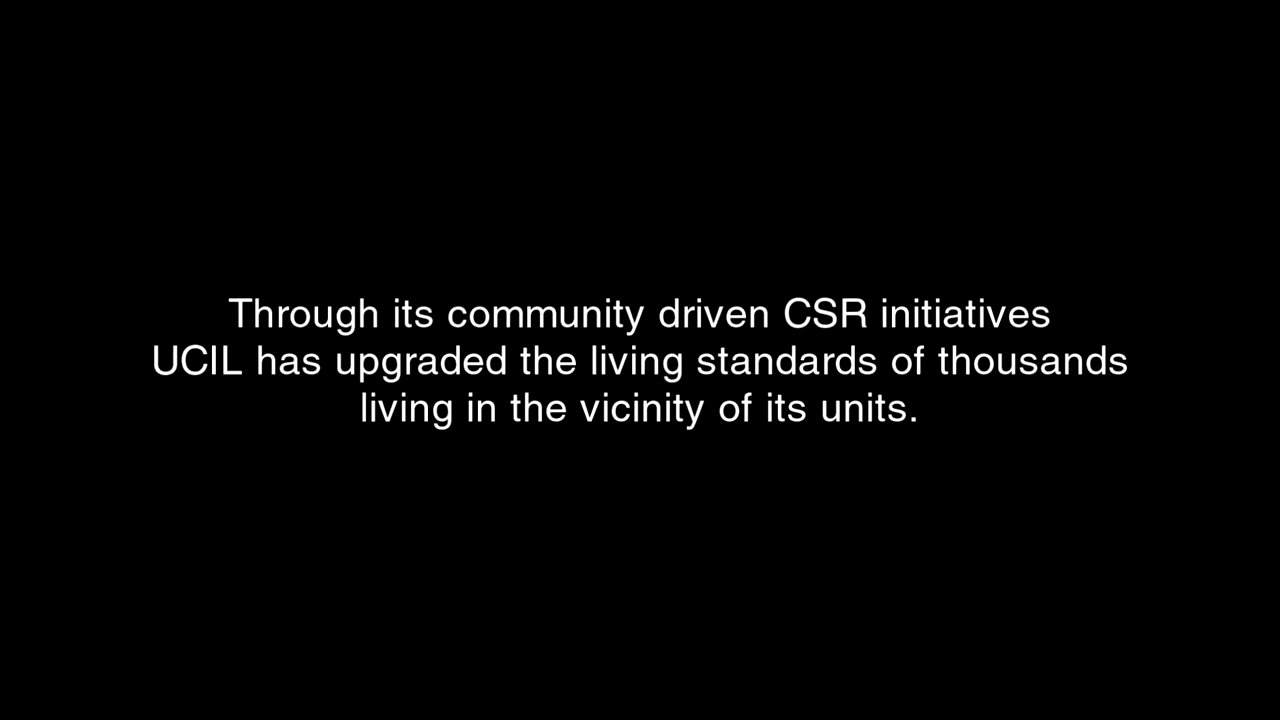 Through its community driven CSR initiatives
UCIL has upgraded the living standards of thousands
living in the vicinity of its units.